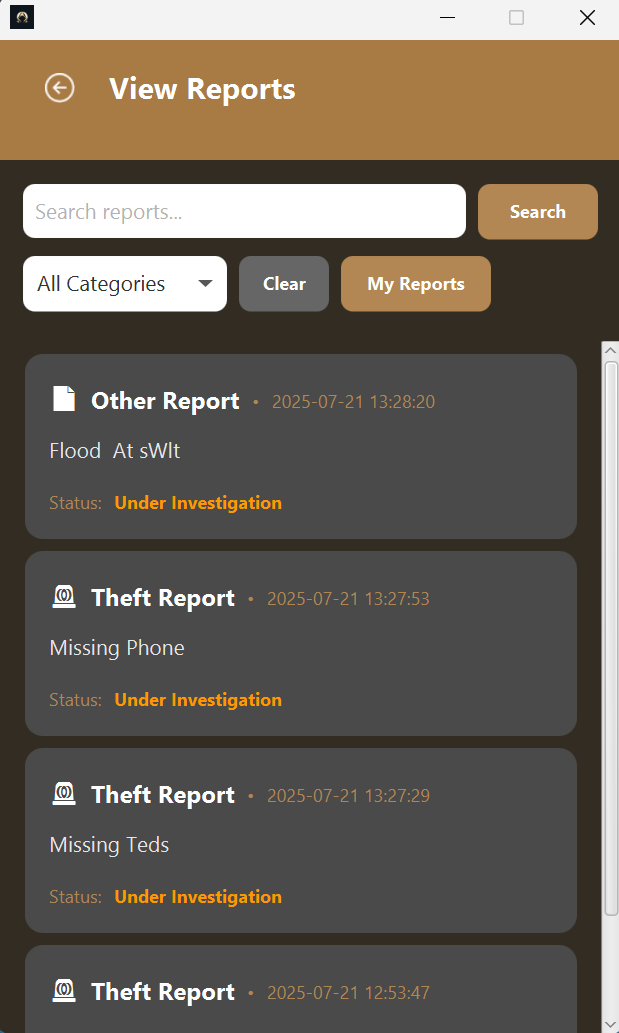 View Reports
Search reports...
Search
All Categories
Clear
My Reports
Other Report • 2025-07-21 13:28:20
Flood  At sWlt
Status: Under Investigation
Theft Report • 2025-07-21 13:27:53
Missing Phone
Status: Under Investigation
Theft Report • 2025-07-21 13:27:29
Missing Teds
Status: Under Investigation
Theft Report • 2025-07-21 12:53:47